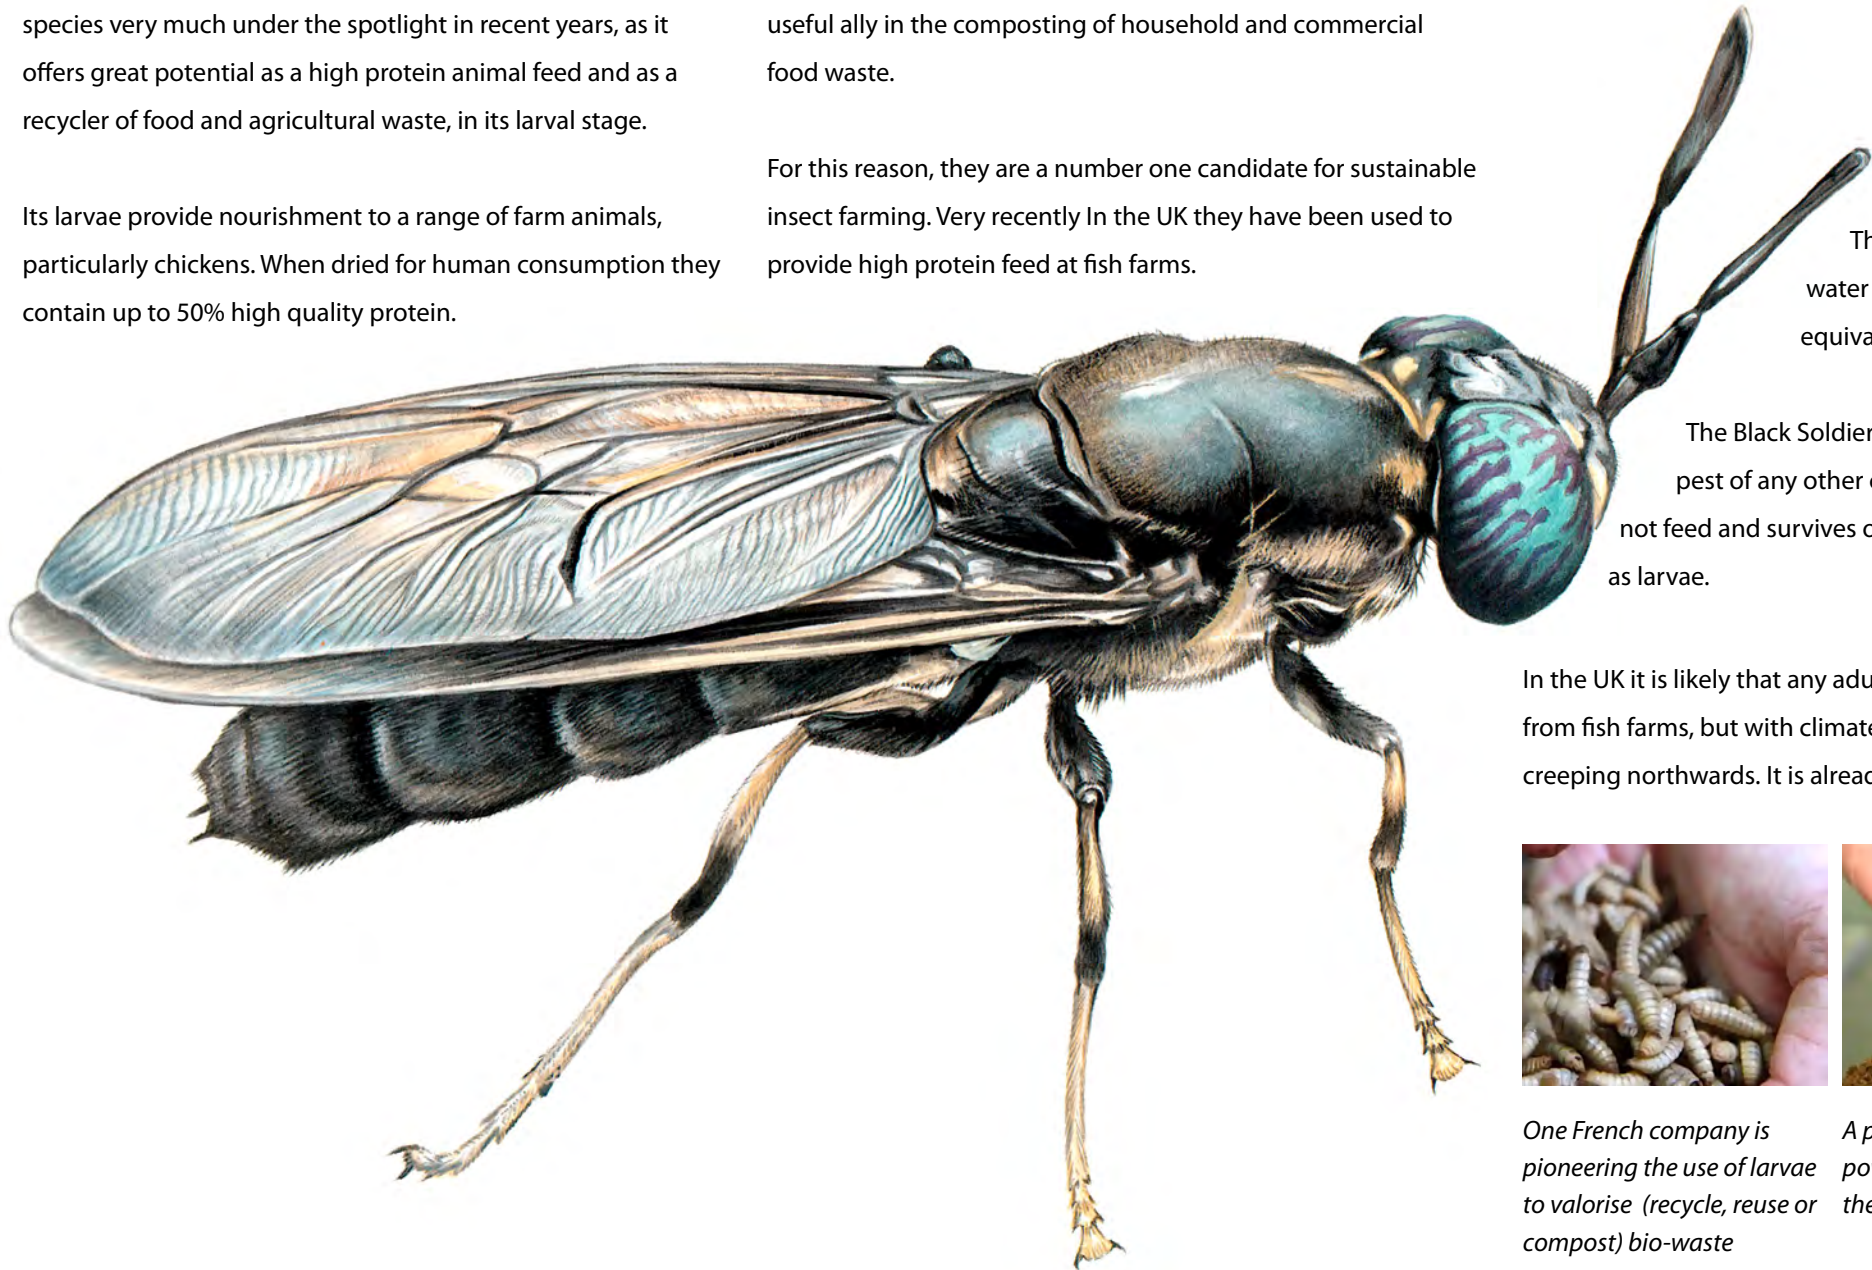 species very much under the spotlight in recent years, as it
offers great potential as a high protein animal feed and as a
recycler of food and agricultural waste, in its larval stage.
Its larvae provide nourishment to a range of farm animals,
particularly chickens. When dried for human consumption they
contain up to 50% high quality protein.
useful ally in the composting of household and commercial
food waste.
For this reason, they are a number one candidate for sustainable
insect farming. Very recently In the UK they have been used to
provide high protein feed at fish farms.
water
The Black Soldier
pest of any other
not feed and survives
as larvae.
In the UK it is likely that any
from fish farms, but with climate
creeping northwards. It is
One French company is
pioneering the use of larvae
to valorise (recycle, reuse or
compost) bio-waste
A